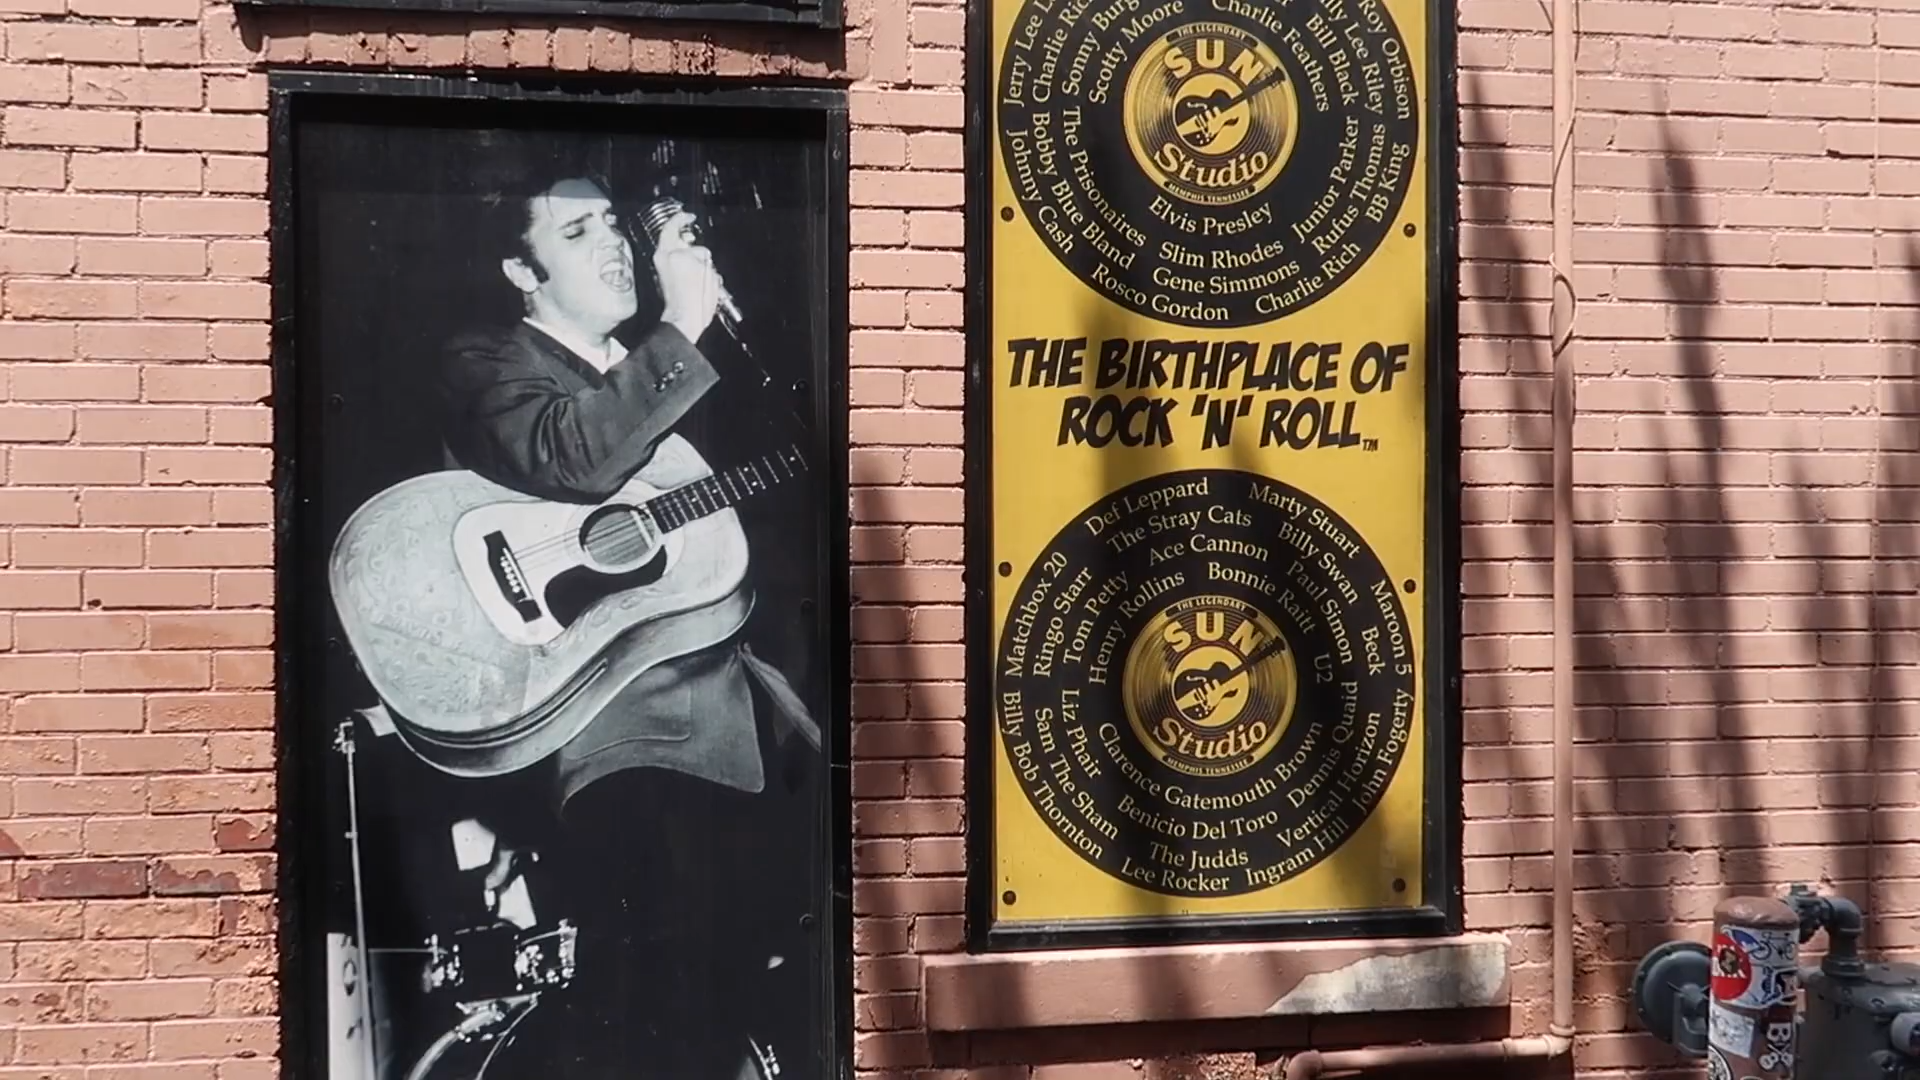 Jerry Lee
Charlie Rich
Sonny Burg
Scotty Moore
Charlie Feathers
Bill Black
lly Lee Riley
Roy Orbison
THE LEGENDARY
SUN
Studio
MEMPHIS TENNESSEE
Johnny Cash
Bobby Blue Bland
The Prisonaires
Elvis Presley
Junior Parker
Rufus Thomas
BB King
Slim Rhodes
Gene Simmons
Rosco Gordon
Charlie Rich
THE BIRTHPLACE OF
ROCK 'N' ROLL TM
Def Leppard
Marty Stuart
The Stray Cats
Billy Swan
Ace Cannon
Paul Simon
Henry Rollins
Bonnie Raitt
Matchbox 20
Ringo Starr
Tom Petty
Maroon 5
Beck
U2
THE LEGENDARY
SUN
Studio
MEMPHIS TENNESSEE
Billy Bob Thornton
Sam The Sham
Liz Phair
Clarence Gatemouth Brown
Dennis Quaid
Vertical Horizon
John Fogerty
Benicio Del Toro
The Judds
Lee Rocker
Ingram Hill